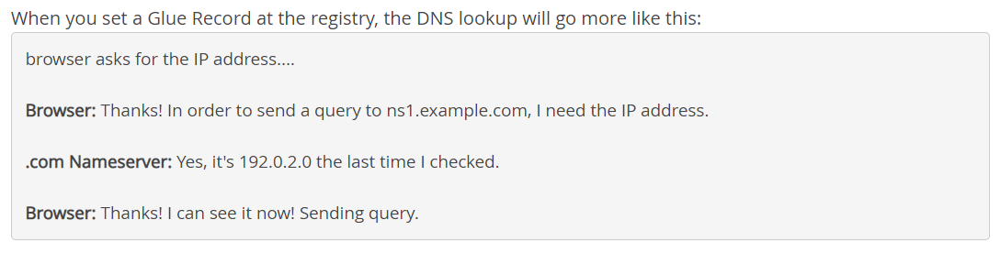 When you set a Glue Record at the registry, the DNS lookup will go more like this:
browser asks for the IP address....
Browser: Thanks! In order to send a query to ns1.example.com, I need the IP address.
.com Nameserver: Yes, it's 192.0.2.0 the last time I checked.
Browser: Thanks! I can see it now! Sending query.